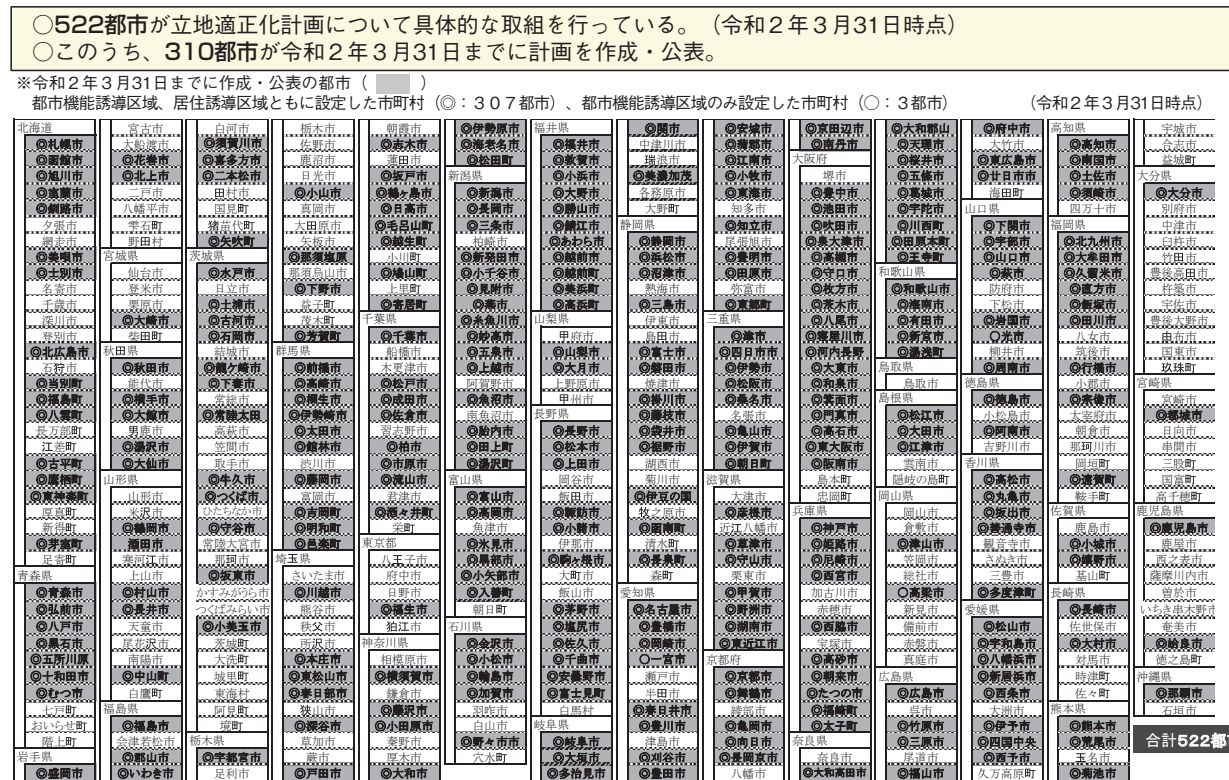 ○522都市が立地適正化計画について具体的な取組を行っている。（令和２年３月31日時点）
○このうち、310都市が令和２年３月31日までに計画を作成・公表。
※令和２年３月31日までに作成・公表の都市（　　）
都市機能誘導区域、居住誘導区域ともに設定した市町村（◎：３０７都市）、都市機能誘導区域のみ設定した市町村（○：３都市）
（令和２年３月31日時点）
北海道
◎札幌市
◎函館市
◎旭川市
◎室蘭市
◎釧路市
夕張市
網走市
◎美唄市
◎士別市
名寄市
千歳市
深川市
登別市
◎北広島市
石狩市
◎当別町
◎福島町
◎八雲町
長万部町
江差町
◎古平町
◎鷹栖町
◎東神楽町
厚真町
新得町
◎芽室町
足寄町
青森県
◎青森市
◎弘前市
◎八戸市
◎黒石市
◎五所川原
◎十和田市
◎むつ市
七戸町
おいらせ町
階上町
岩手県
◎盛岡市
宮古市
大船渡市
◎花巻市
◎北上市
二戸市
八幡平市
雫石町
野田村
宮城県
仙台市
登米市
栗原市
◎大崎市
柴田町
秋田県
◎秋田市
能代市
◎横手市
◎大館市
男鹿市
◎湯沢市
◎大仙市
山形県
山形市
米沢市
◎鶴岡市
酒田市
寒河江市
上山市
◎村山市
◎長井市
天童市
尾花沢市
南陽市
◎中山町
白鷹町
福島県
◎福島市
会津若松市
◎郡山市
◎いわき市
白河市
◎須賀川市
◎喜多方市
◎二本松市
田村市
国見町
猪苗代町
◎矢吹町
茨城県
◎水戸市
日立市
◎土浦市
◎古河市
◎石岡市
結城市
◎龍ケ崎市
◎下妻市
常総市
◎常陸太田
高萩市
笠間市
取手市
◎牛久市
◎つくば市
ひたちなか市
◎守谷市
常陸大宮市
那珂市
◎坂東市
かすみがうら市
つくばみらい市
◎小美玉市
茨城町
大洗町
城里町
東海村
阿見町
境町
栃木県
◎宇都宮市
足利市
栃木市
佐野市
鹿沼市
日光市
◎小山市
真岡市
大田原市
矢板市
◎那須塩原
那須烏山市
◎下野市
益子町
茂木町
◎芳賀町
群馬県
◎前橋市
◎高崎市
◎桐生市
◎伊勢崎市
◎太田市
◎館林市
渋川市
◎藤岡市
富岡市
◎吉岡町
◎明和町
◎邑楽町
埼玉県
さいたま市
◎川越市
熊谷市
秩父市
所沢市
◎本庄市
◎東松山市
◎春日部市
狭山市
◎深谷市
草加市
蕨市
◎戸田市
朝霞市
◎志木市
蓮田市
◎坂戸市
◎鶴ヶ島市
◎日高市
◎毛呂山町
◎越生町
小川町
◎鳩山町
上里町
◎寄居町
千葉県
◎千葉市
船橋市
木更津市
◎松戸市
◎成田市
◎佐倉市
習志野市
◎柏市
◎市原市
◎流山市
君津市
◎酒々井町
栄町
東京都
八王子市
府中市
日野市
◎福生市
狛江市
神奈川県
相模原市
◎横須賀市
鎌倉市
◎藤沢市
◎小田原市
秦野市
厚木市
◎大和市
◎伊勢原市
◎海老名市
◎松田町
新潟県
◎新潟市
◎長岡市
◎三条市
柏崎市
◎新発田市
◎小千谷市
◎見附市
◎燕市
◎糸魚川市
◎妙高市
◎五泉市
◎上越市
阿賀野市
◎魚沼市
南魚沼市
◎胎内市
◎田上町
◎湯沢町
富山県
◎富山市
◎高岡市
魚津市
◎氷見市
◎黒部市
◎小矢部市
◎入善町
朝日町
石川県
◎金沢市
◎小松市
◎輪島市
◎加賀市
羽咋市
白山市
◎野々市市
穴水町
福井県
◎福井市
◎敦賀市
◎小浜市
◎大野市
◎勝山市
◎鯖江市
◎あわら市
◎越前市
◎越前町
◎美浜町
◎高浜町
山梨県
甲府市
◎山梨市
◎大月市
上野原市
甲州市
長野県
◎長野市
◎松本市
◎上田市
岡谷市
飯田市
◎諏訪市
◎小諸市
伊那市
◎駒ヶ根市
大町市
飯山市
◎茅野市
◎塩尻市
◎佐久市
◎千曲市
◎安曇野市
◎富士見町
白馬村
岐阜県
◎岐阜市
◎大垣市
◎多治見市
◎関市
中津川市
瑞浪市
◎美濃加茂
各務原市
大野町
静岡県
◎静岡市
◎浜松市
◎沼津市
熱海市
◎三島市
伊東市
島田市
◎富士市
◎磐田市
焼津市
◎掛川市
◎藤枝市
◎袋井市
◎裾野市
湖西市
菊川市
◎伊豆の国
牧之原市
◎函南町
清水町
◎長泉町
森町
愛知県
◎名古屋市
◎豊橋市
◎岡崎市
○一宮市
瀬戸市
半田市
◎春日井市
◎豊川市
津島市
◎刈谷市
◎豊田市
◎安城市
◎蒲郡市
◎江南市
◎小牧市
◎東海市
知多市
◎知立市
尾張旭市
◎豊明市
◎田原市
弥富市
◎東郷町
三重県
◎津市
◎四日市市
◎伊勢市
◎松阪市
◎桑名市
名張市
◎亀山市
◎伊賀市
◎朝日町
滋賀県
大津市
◎彦根市
近江八幡市
◎草津市
◎守山市
栗東市
◎甲賀市
◎野洲市
◎湖南市
◎東近江市
京都府
◎京都市
◎舞鶴市
綾部市
◎亀岡市
◎向日市
◎長岡京市
八幡市
◎京田辺市
◎南丹市
大阪府
堺市
◎豊中市
◎池田市
◎吹田市
◎泉大津市
◎高槻市
◎守口市
◎枚方市
◎茨木市
◎八尾市
◎寝屋川市
◎河内長野
◎大東市
◎和泉市
◎箕面市
◎門真市
◎高石市
◎東大阪市
◎阪南市
島本町
忠岡町
兵庫県
◎神戸市
◎姫路市
◎尼崎市
◎西宮市
加古川市
赤穂市
◎西脇市
宝塚市
◎高砂市
◎朝来市
◎たつの市
◎福崎町
◎太子町
奈良県
奈良市
◎大和高田市
◎大和郡山
◎天理市
◎桜井市
◎五條市
◎葛城市
◎宇陀市
◎川西町
◎田原本町
◎王寺町
和歌山県
◎和歌山市
◎海南市
◎有田市
◎新宮市
◎湯浅町
鳥取県
鳥取市
島根県
◎松江市
◎大田市
◎江津市
雲南市
隠岐の島町
岡山県
岡山市
倉敷市
◎津山市
笠岡市
総社市
○高梁市
新見市
備前市
赤磐市
真庭市
広島県
◎広島市
呉市
◎竹原市
◎三原市
尾道市
◎福山市
◎府中市
大竹市
◎東広島市
◎廿日市市
海田町
山口県
◎下関市
◎宇部市
◎山口市
◎萩市
防府市
下松市
◎岩国市
○光市
柳井市
◎周南市
徳島県
◎徳島市
小松島市
◎阿南市
吉野川市
香川県
◎高松市
◎丸亀市
◎坂出市
◎善通寺市
観音寺市
さぬき市
三豊市
◎多度津町
愛媛県
◎松山市
◎宇和島市
◎八幡浜市
◎新居浜市
◎西条市
大洲市
◎伊予市
◎四国中央
◎西予市
久万高原町
高知県
◎高知市
◎南国市
◎土佐市
◎須崎市
四万十市
福岡県
◎北九州市
◎大牟田市
◎久留米市
◎直方市
◎飯塚市
◎田川市
八女市
筑後市
◎行橋市
小郡市
◎宗像市
太宰府市
朝倉市
那珂川市
岡垣町
◎遠賀町
鞍手町
佐賀県
鹿島市
◎小城市
◎嬉野市
基山町
長崎県
◎長崎市
佐世保市
◎大村市
対馬市
時津町
佐々町
熊本県
◎熊本市
◎荒尾市
玉名市
◎菊池市
宇城市
合志市
益城町
大分県
◎大分市
別府市
中津市
臼杵市
竹田市
豊後高田市
杵築市
宇佐市
豊後大野市
由布市
国東市
玖珠町
宮崎県
宮崎市
◎都城市
日向市
串間市
三股町
国富町
高千穂町
鹿児島県
◎鹿児島市
鹿屋市
西之表市
薩摩川内市
曽於市
いちき串木野市
奄美市
◎姶良市
徳之島町
沖縄県
◎那覇市
石垣市
合計522都